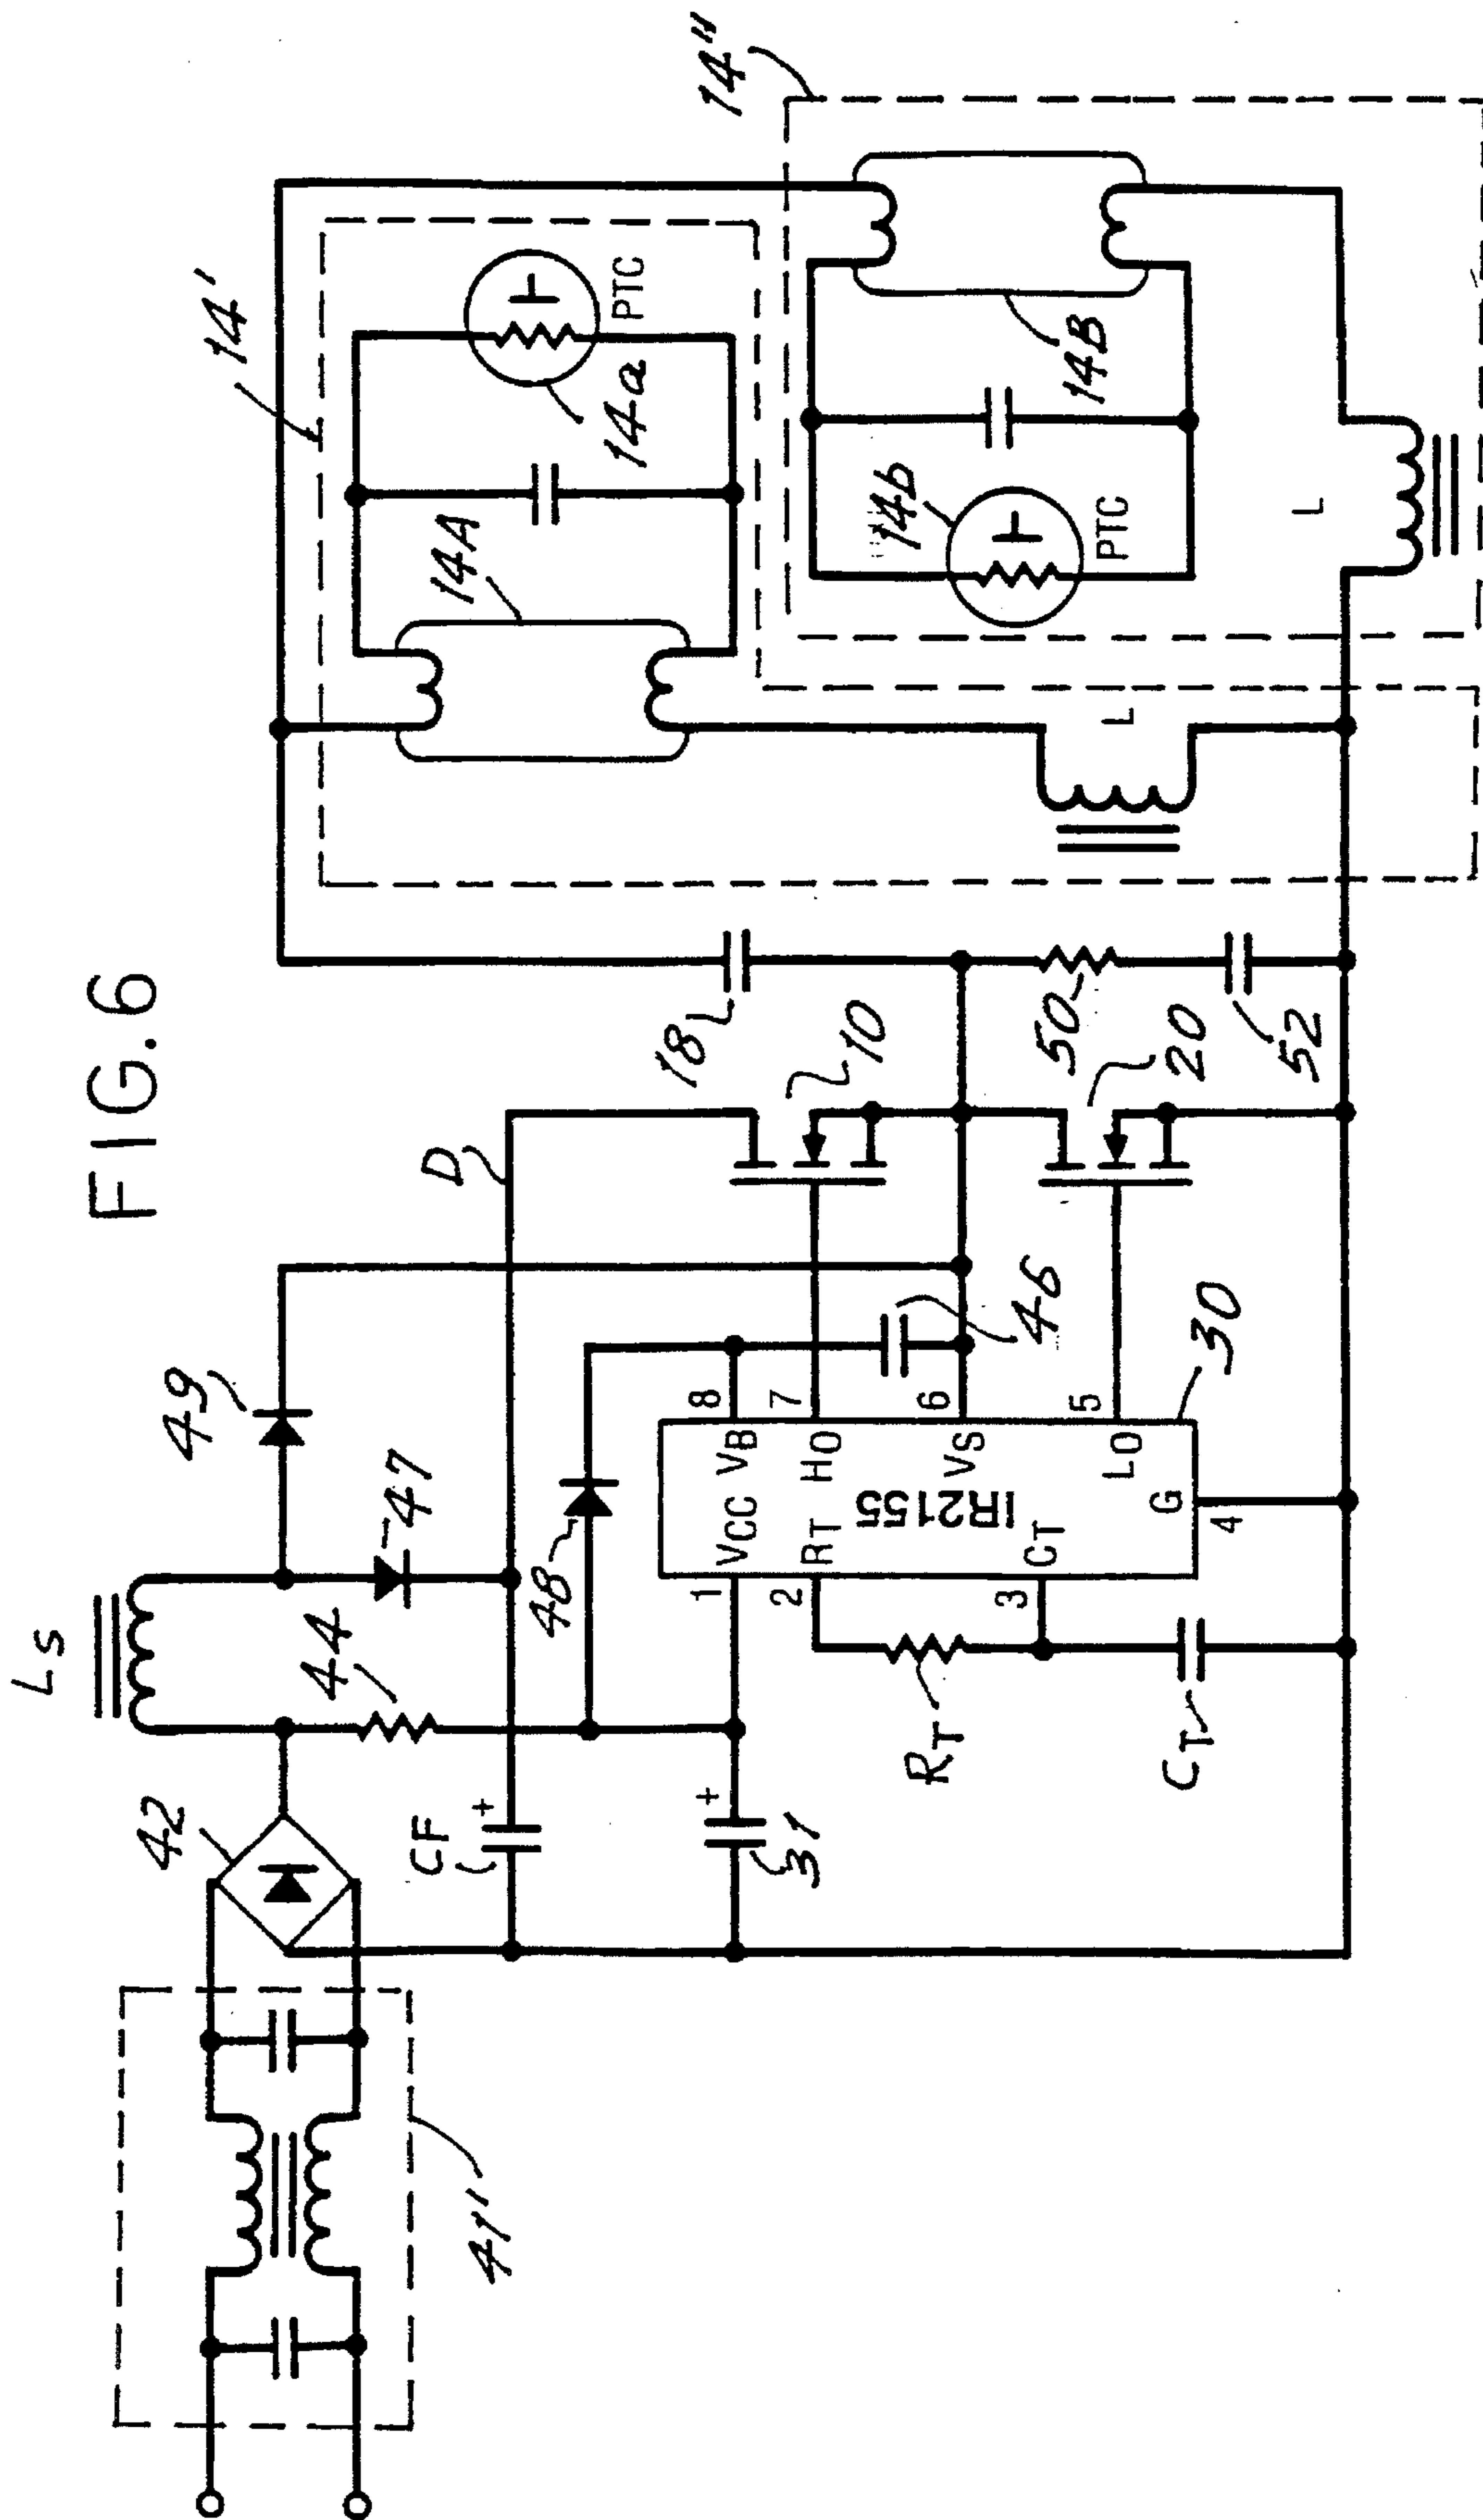 FIG.6
41'
42
LS
44
49
47
48
CF
+
31
+
D
RT
CT
1
2
3
4
5
6
7
8
VCC
VB
RT
HO
VS
CT
LO
G
IR2155
30
46
10
20
18
50
52
14'
14A
14a
PTC
L
14"
14B
14b
PTC
L